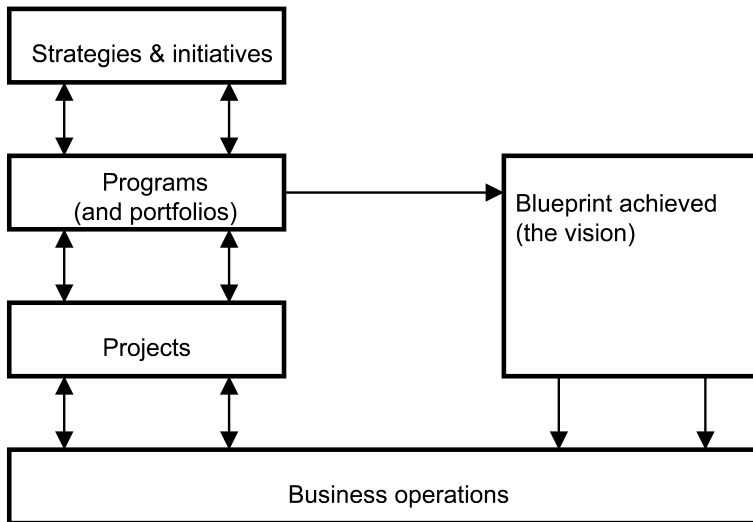 Strategies & initiatives
Programs
(and portfolios)
Blueprint achieved
(the vision)
Projects
Business operations